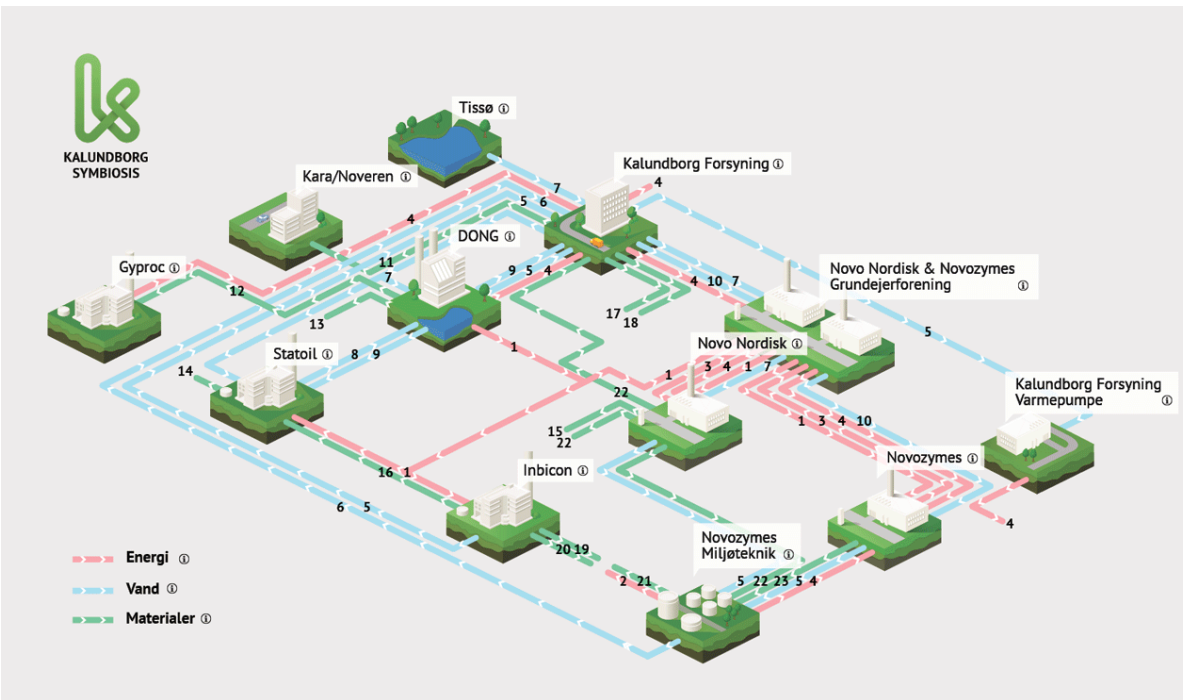 KALUNDBORG
SYMBIOSIS
Tissø
Kara/Noveren
Kalundborg Forsyning
Gyproc
DONG
Novo Nordisk & Novozymes
Grundejerforening
Statoil
Novo Nordisk
Kalundborg Forsyning
Varmepumpe
Inbicon
Novozymes
Novozymes
Miljøteknik
Energi
Vand
Materialer
4
7
5 6
4
11
7
12
13
9 5 4
4 10 7
17
18
5
8 9
14
1
1 3 4 1 7
22
15
22
1 3 4 10
16 1
6 5
4
20 19
2 21
5 22 23 5 4